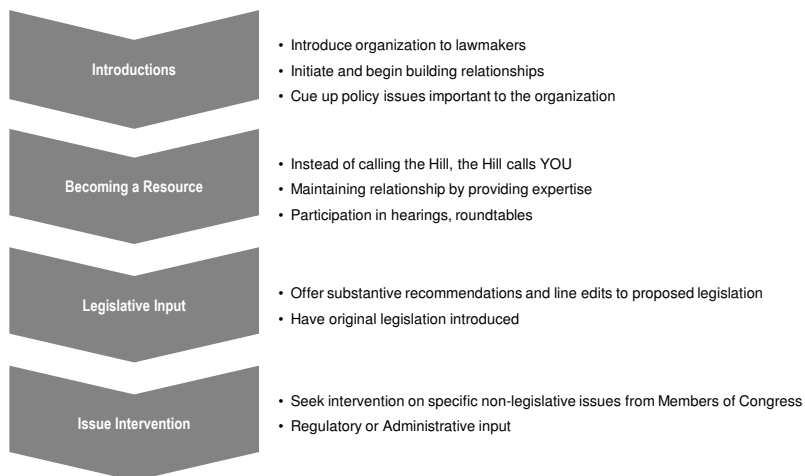 Introductions
• Introduce organization to lawmakers
• Initiate and begin building relationships
• Cue up policy issues important to the organization
Becoming a Resource
• Instead of calling the Hill, the Hill calls YOU
• Maintaining relationship by providing expertise
• Participation in hearings, roundtables
Legislative Input
• Offer substantive recommendations and line edits to proposed legislation
• Have original legislation introduced
Issue Intervention
• Seek intervention on specific non-legislative issues from Members of Congress
• Regulatory or Administrative input